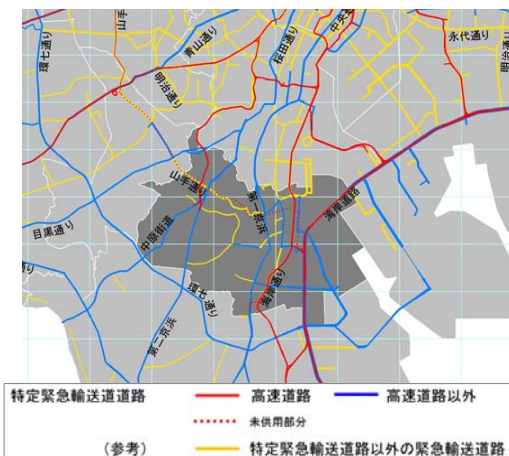 山手
環七通り
青山通り
桜田通り
中央
永代通り
明治
明治通り
山手通り
第一京浜
湾岸道路
目黒通り
中原街道
通り
環七通り
海岸通り
第二京浜
特定緊急輸送道道路 高速道路 高速道路以外
未供用部分
(参考) 特定緊急輸送道路以外の緊急輸送道路